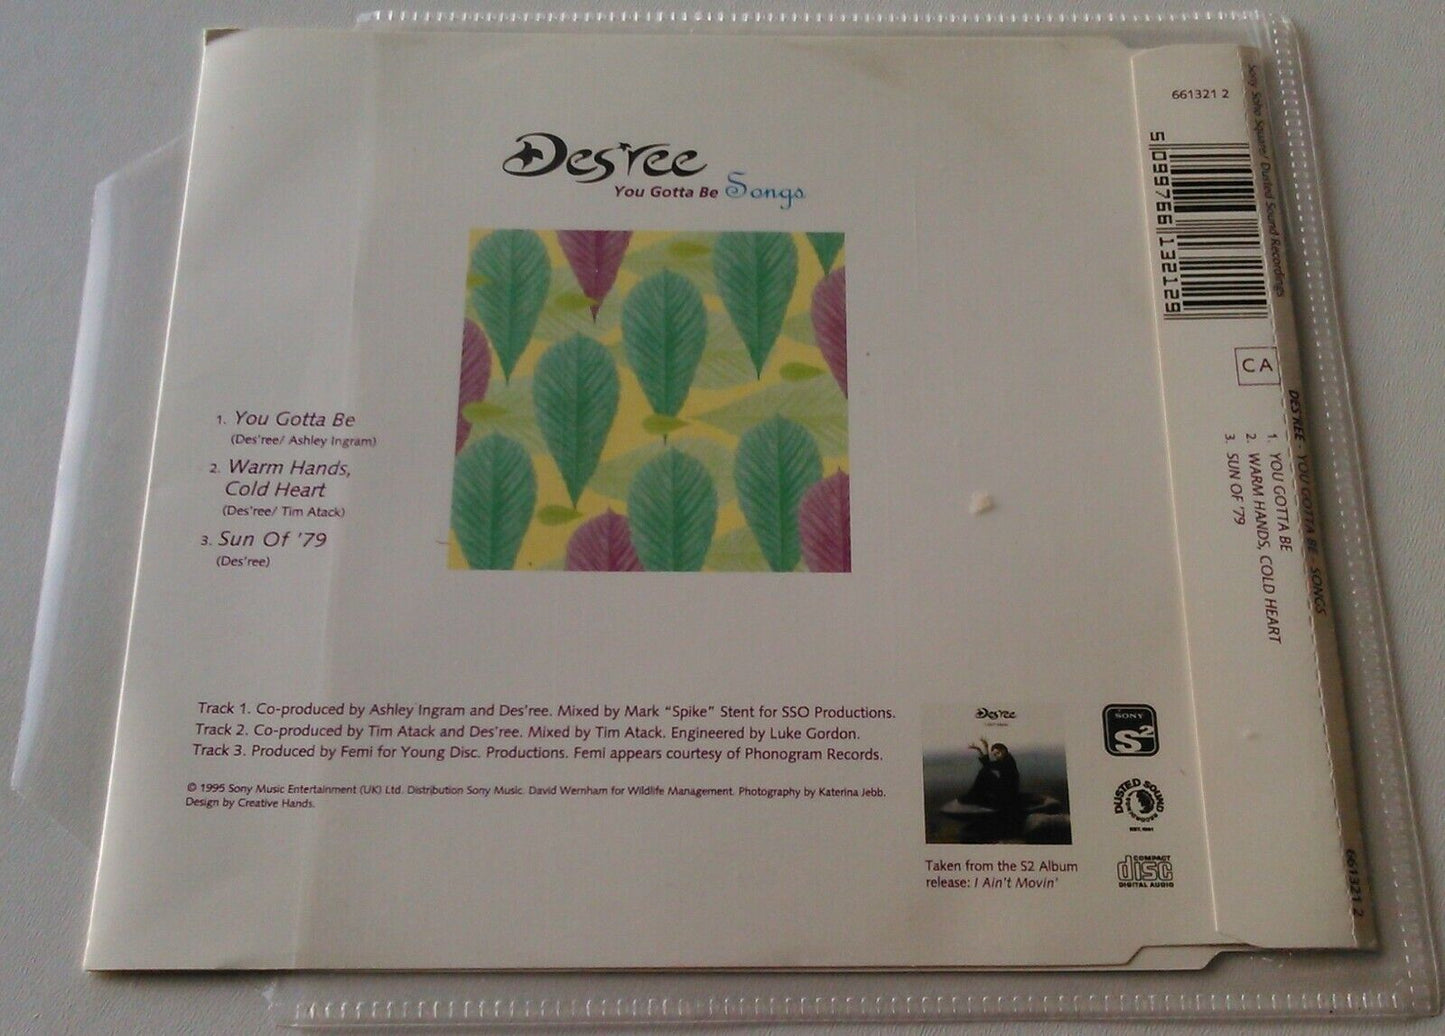 Des'ree
You Gotta Be Songs
1. You Gotta Be
(Des'ree/ Ashley Ingram)
2. Warm Hands,
Cold Heart
(Des'ree/ Tim Atack)
3. Sun Of '79
(Des'ree)
Track 1. Co-produced by Ashley Ingram and Des'ree. Mixed by Mark "Spike" Stent for SSO Productions.
Track 2. Co-produced by Tim Atack and Des'ree. Mixed by Tim Atack. Engineered by Luke Gordon.
Track 3. Produced by Femi for Young Disc. Productions. Femi appears courtesy of Phonogram Records.
© 1995 Sony Music Entertainment (UK) Ltd. Distribution Sony Music. David Wernham for Wildlife Management. Photography by Katerina Jebb.
Design by Creative Hands.
Des'ree
Taken from the S2 Album
release: I Ain't Movin'
SONY
S2
DUSTED SOUND
RECORDINGS
EST. 1991
COMPACT
disc
DIGITAL AUDIO
661321 2
5 099766 132129
Sony Soho Square/ Dusted Sound Recordings
CA
DES'REE - YOU GOTTA BE - SONGS
1. YOU GOTTA BE
2. WARM HANDS, COLD HEART
3. SUN OF '79
661321 2